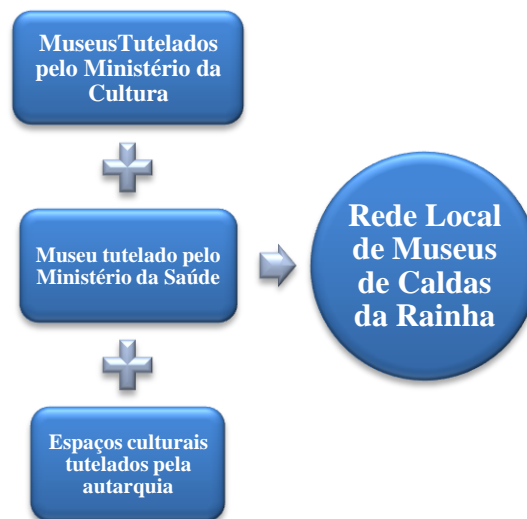 MuseusTutelados
pelo Ministério da
Cultura
Museu tutelado pelo
Ministério da Saúde
Espaços culturais
tutelados pela
autarquia
Rede Local
de Museus
de Caldas
da Rainha